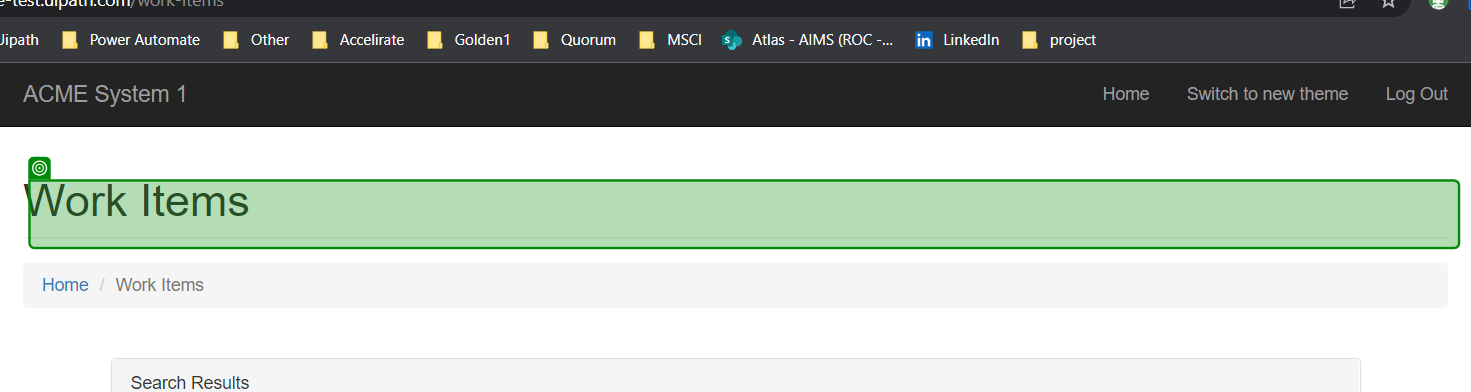 e-test.uipath.com/work-items
Uipath Power Automate Other Accelirate Golden1 Quorum MSCI Atlas - AIMS (ROC -... LinkedIn project
ACME System 1 Home Switch to new theme Log Out
Work Items
Home / Work Items
Search Results